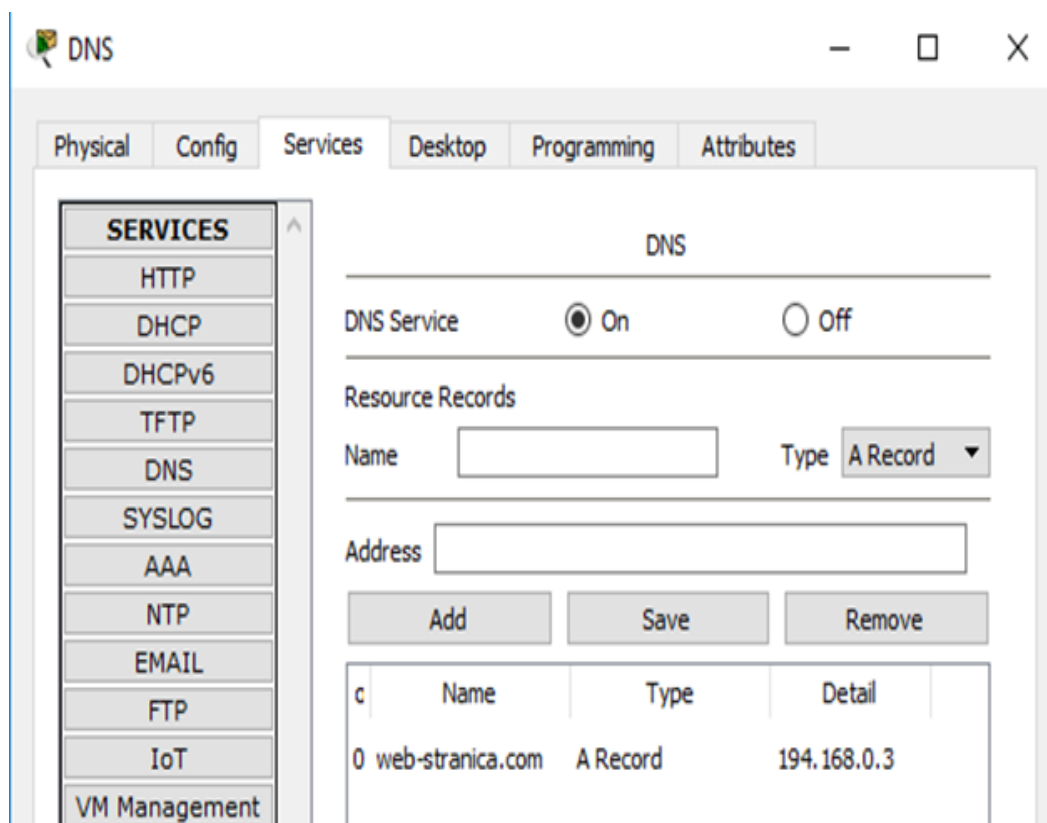 DNS
Physical Config Services Desktop Programming Attributes
SERVICES
HTTP
DHCP
DHCPv6
TFTP
DNS
SYSLOG
AAA
NTP
EMAIL
FTP
IoT
VM Management
DNS
DNS Service On Off
Resource Records
Name Type A Record
Address
Add Save Remove
Name Type Detail
0 web-stranica.com A Record 194.168.0.3